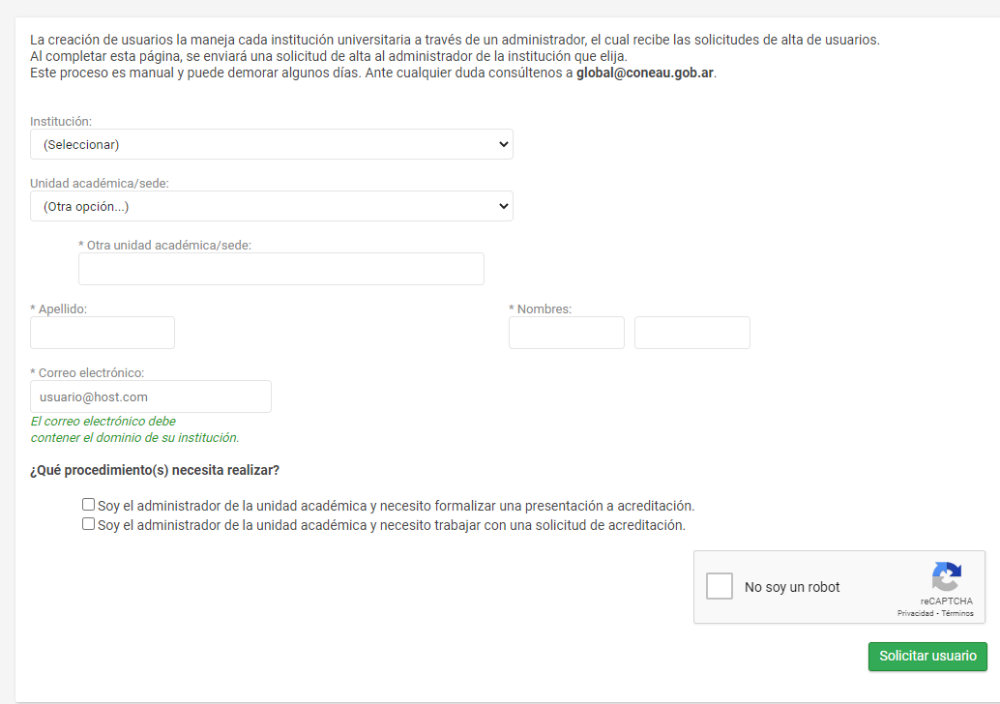 La creación de usuarios la maneja cada institución universitaria a través de un administrador, el cual recibe las solicitudes de alta de usuarios.
Al completar esta página, se enviará una solicitud de alta al administrador de la institución que elija.
Este proceso es manual y puede demorar algunos días. Ante cualquier duda consúltenos a global@coneau.gob.ar.
Institución:
(Seleccionar)
Unidad académica/sede:
(Otra opción...)
* Otra unidad académica/sede:
* Apellido:
* Nombres:
* Correo electrónico:
usuario@host.com
El correo electrónico debe
contener el dominio de su institución.
¿Qué procedimiento(s) necesita realizar?
Soy el administrador de la unidad académica y necesito formalizar una presentación a acreditación.
Soy el administrador de la unidad académica y necesito trabajar con una solicitud de acreditación.
No soy un robot
reCAPTCHA
Privacidad - Términos
Solicitar usuario